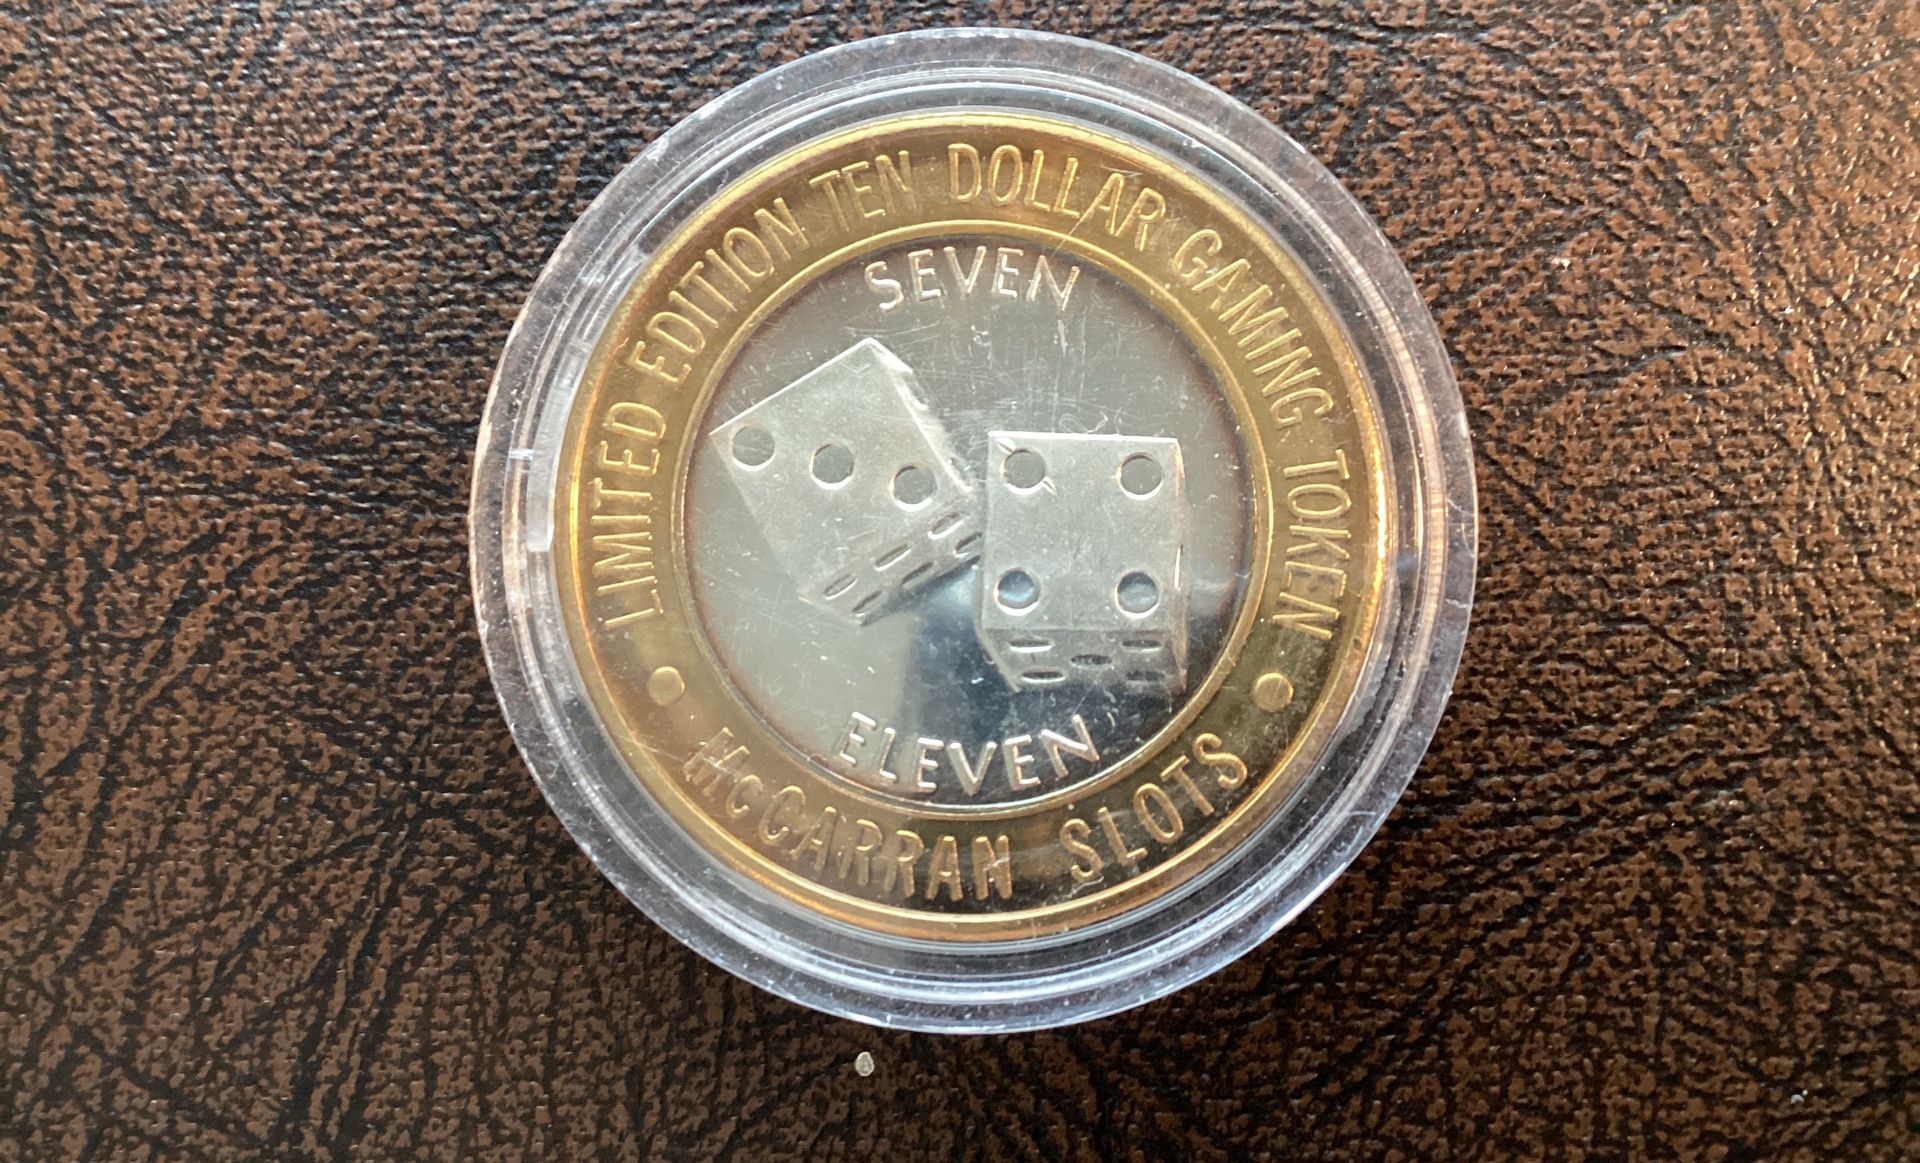 LIMITED EDITION TEN DOLLAR GAMING TOKEN
SEVEN
ELEVEN
McCARRAN SLOTS